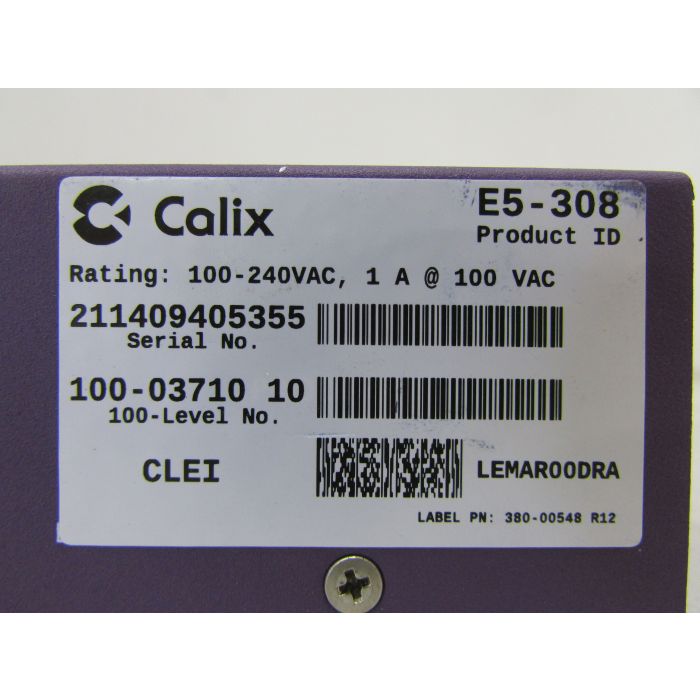 Calix
E5-308
Product ID
Rating: 100-240VAC, 1 A @ 100 VAC
211409405355
Serial No.
100-03710 10
100-Level No.
CLEI
LEMAROODRA
LABEL PN: 380-00548 R12